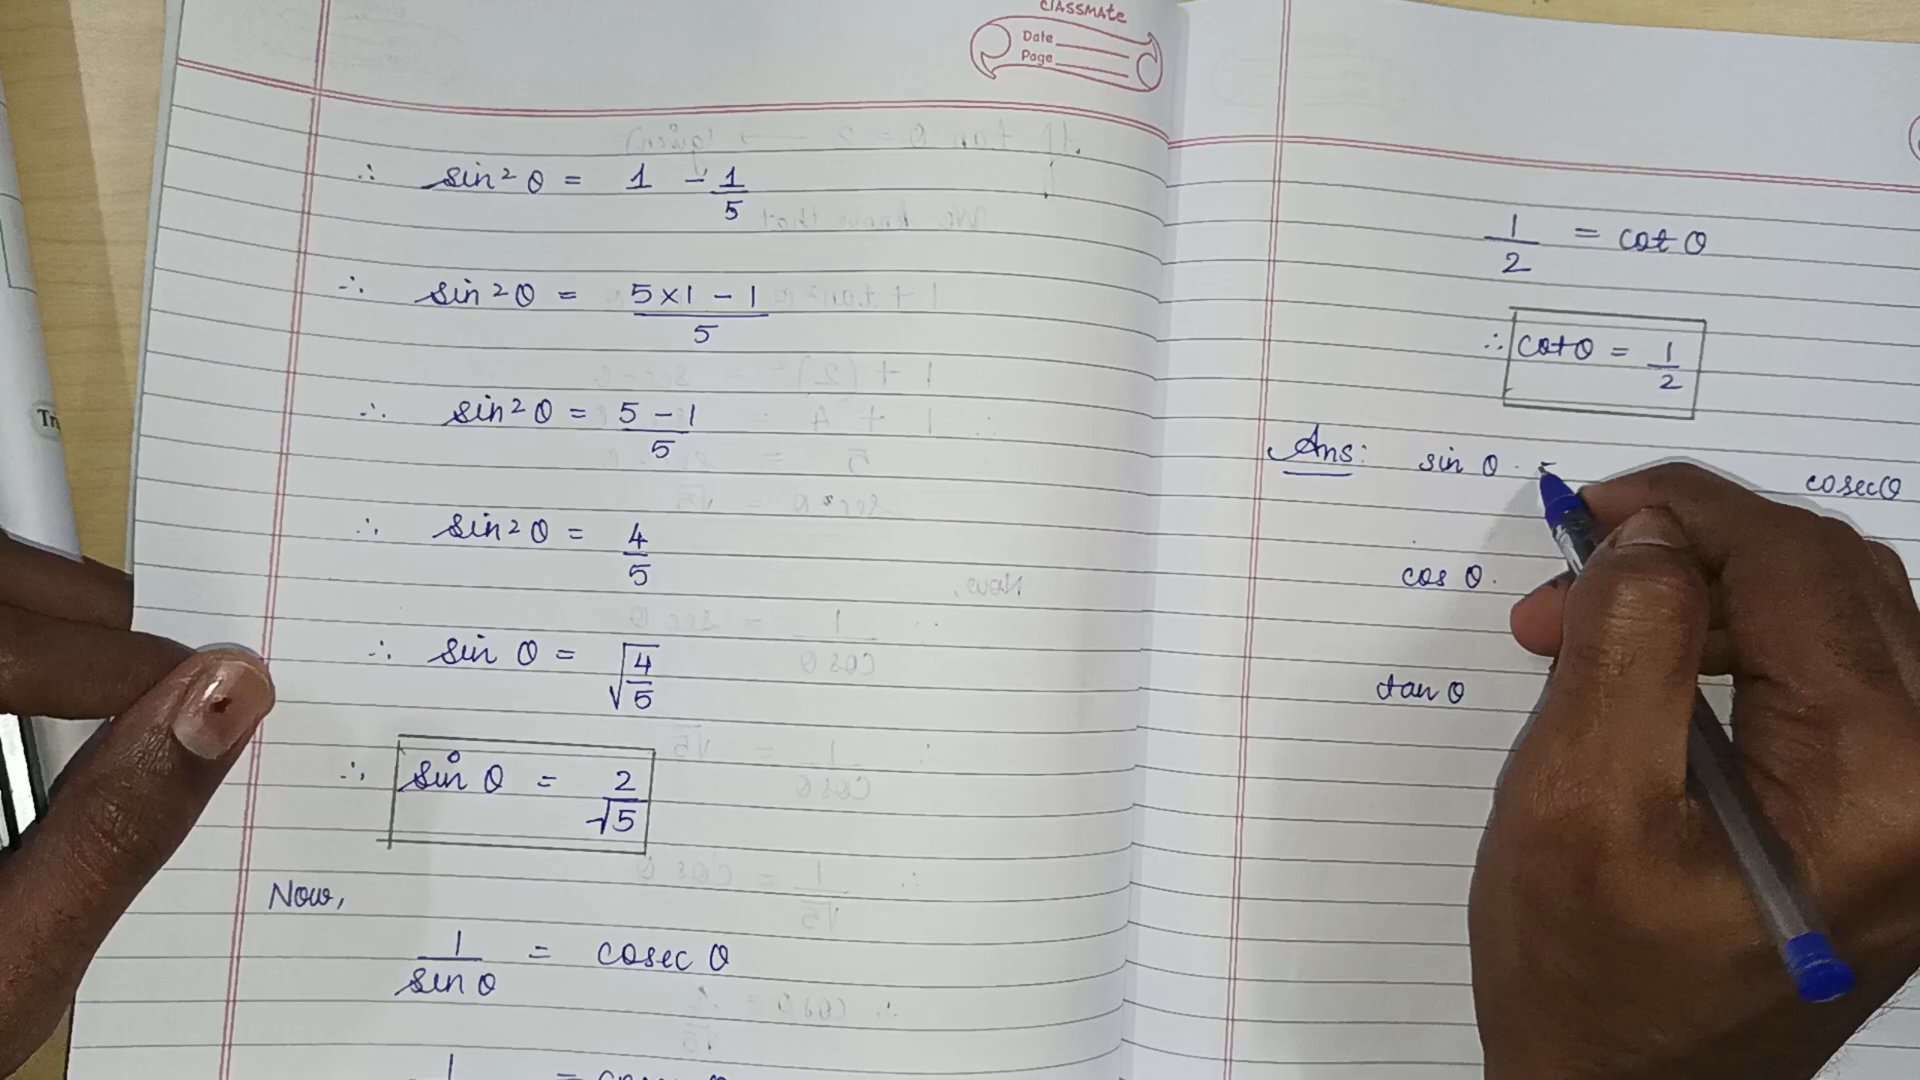 classmate
Date
Page
∴ sin²θ = 1 - 1/5
∴ sin²θ = 5×1 - 1/5
∴ sin²θ = 5 - 1/5
∴ sin²θ = 4/5
∴ sin θ = √4/5
∴ sin θ = 2/√5
Now,
1/sin θ = cosec θ
1/2 = cot θ
∴ cot θ = 1/2
Ans: sin θ cosec θ
cos θ.
tan θ